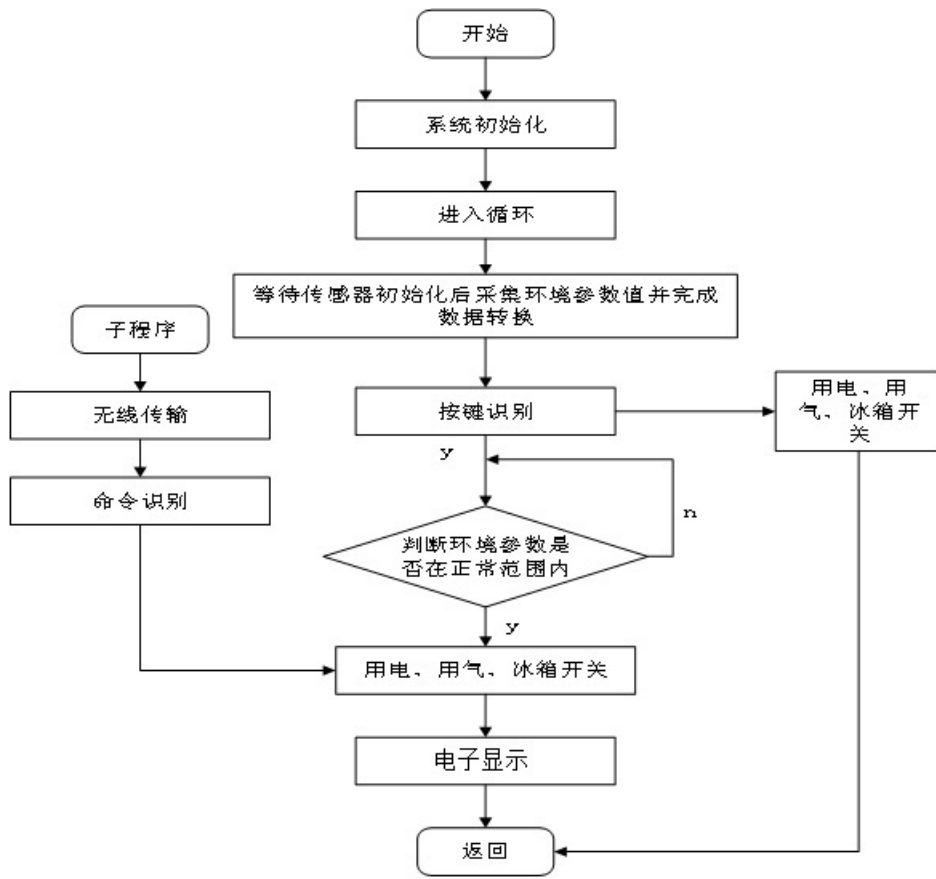 开始
系统初始化
进入循环
等待传感器初始化后采集环境参数值并完成
数据转换
子程序
无线传输
命令识别
按键识别
用电、用
气、冰箱开
关
y
n
判断环境参数是
否在正常范围内
y
用电、用气、冰箱开关
电子显示
返回